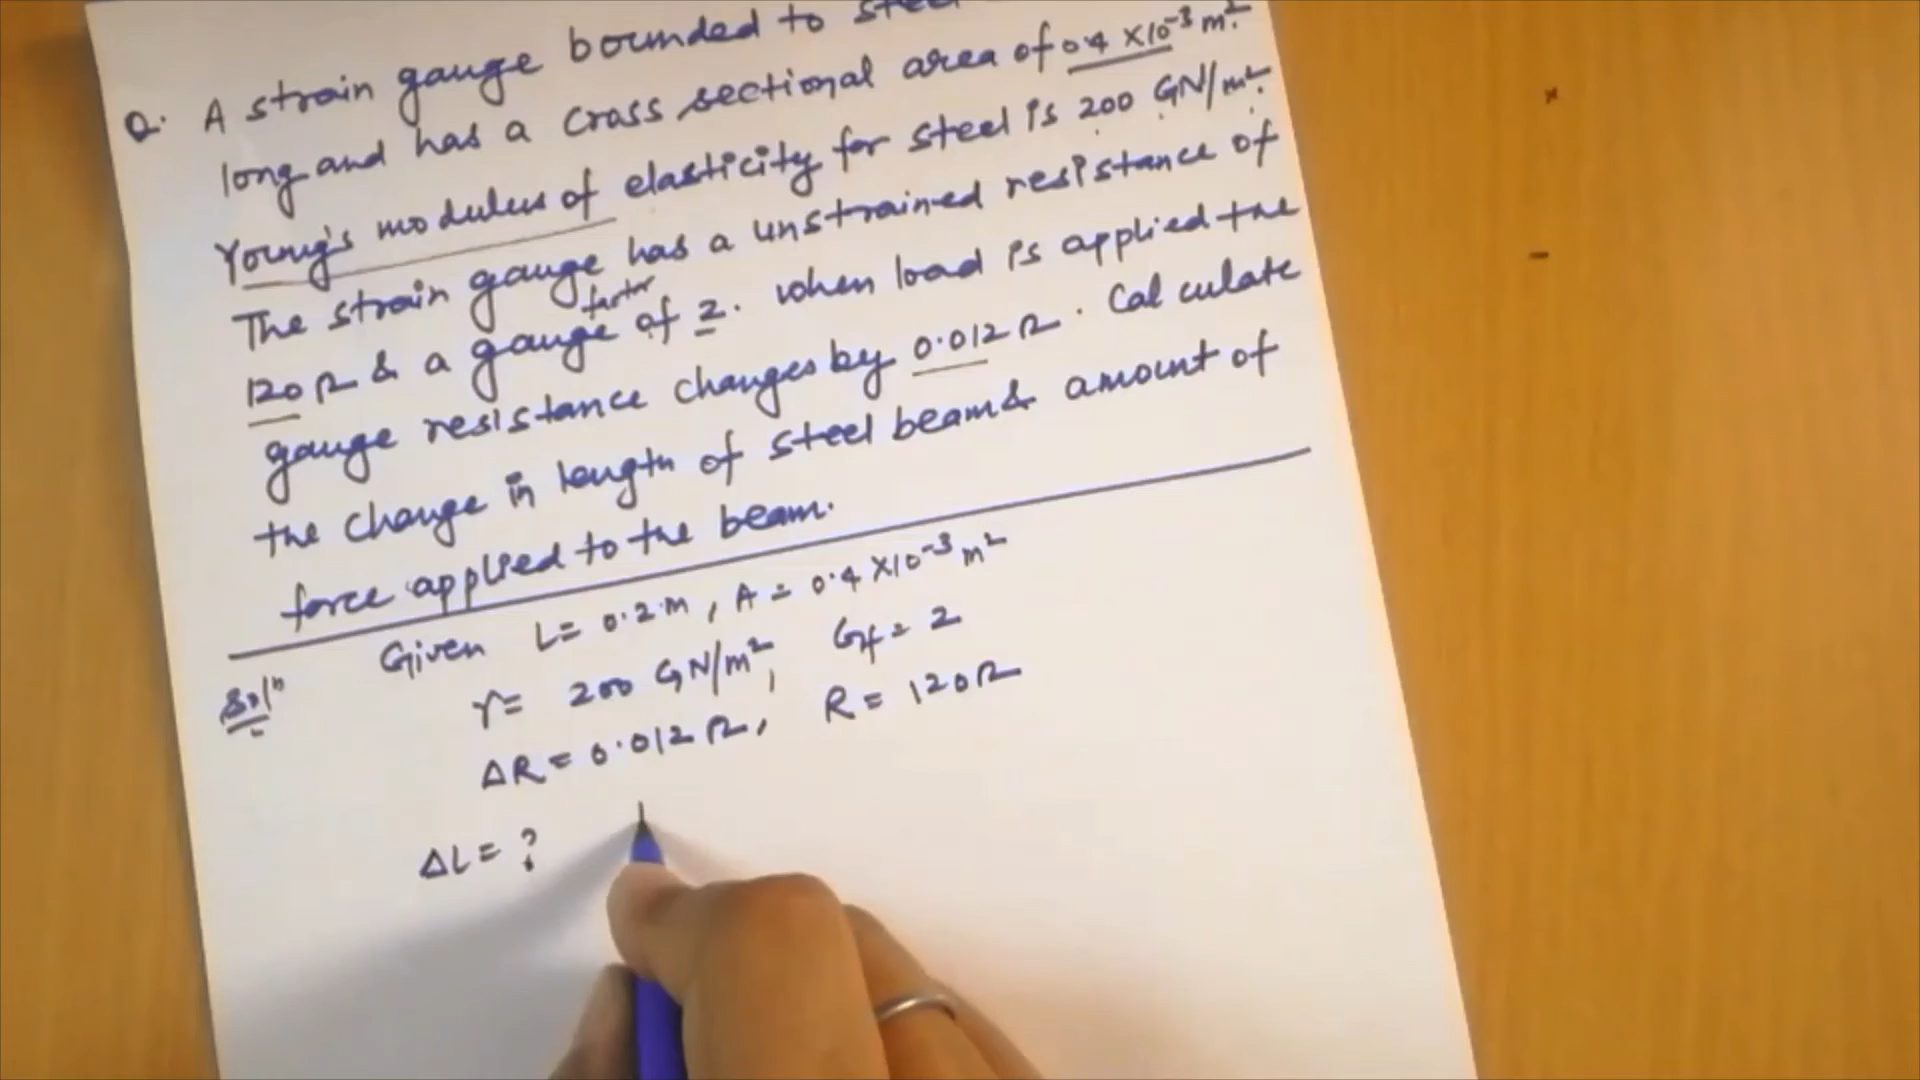 Q. A strain gauge bounded to steel
long and has a cross sectional area of 0.4 × 10⁻³ m².
Young's modulus of elasticity for steel is 200 GN/m².
The strain gauge has a unstrained resistance of
120 Ω & a gauge factor of 2. When load is applied the
gauge resistance changes by 0.012 Ω. Calculate
the change in length of steel beam & amount of
force applied to the beam.
Solⁿ Given L = 0.2 m, A = 0.4 × 10⁻³ m²
Y = 200 GN/m², Gf = 2
ΔR = 0.012 Ω, R = 120 Ω
ΔL = ?